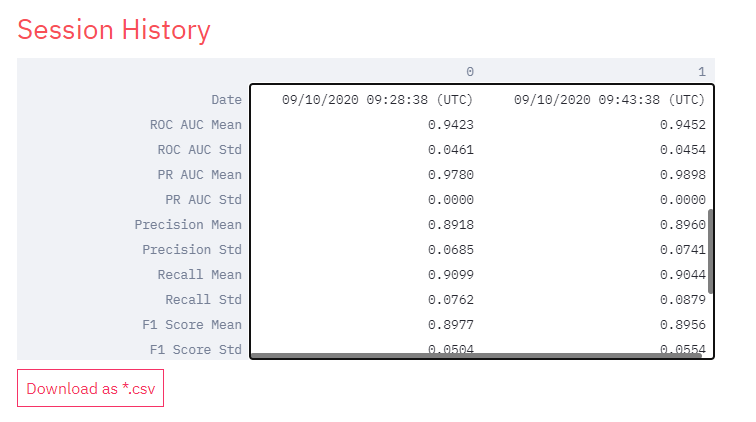 Session History
0 1
Date 09/10/2020 09:28:38 (UTC) 09/10/2020 09:43:38 (UTC)
ROC AUC Mean 0.9423 0.9452
ROC AUC Std 0.0461 0.0454
PR AUC Mean 0.9780 0.9898
PR AUC Std 0.0000 0.0000
Precision Mean 0.8918 0.8960
Precision Std 0.0685 0.0741
Recall Mean 0.9099 0.9044
Recall Std 0.0762 0.0879
F1 Score Mean 0.8977 0.8956
F1 Score Std 0.0504 0.0554
Download as *.csv